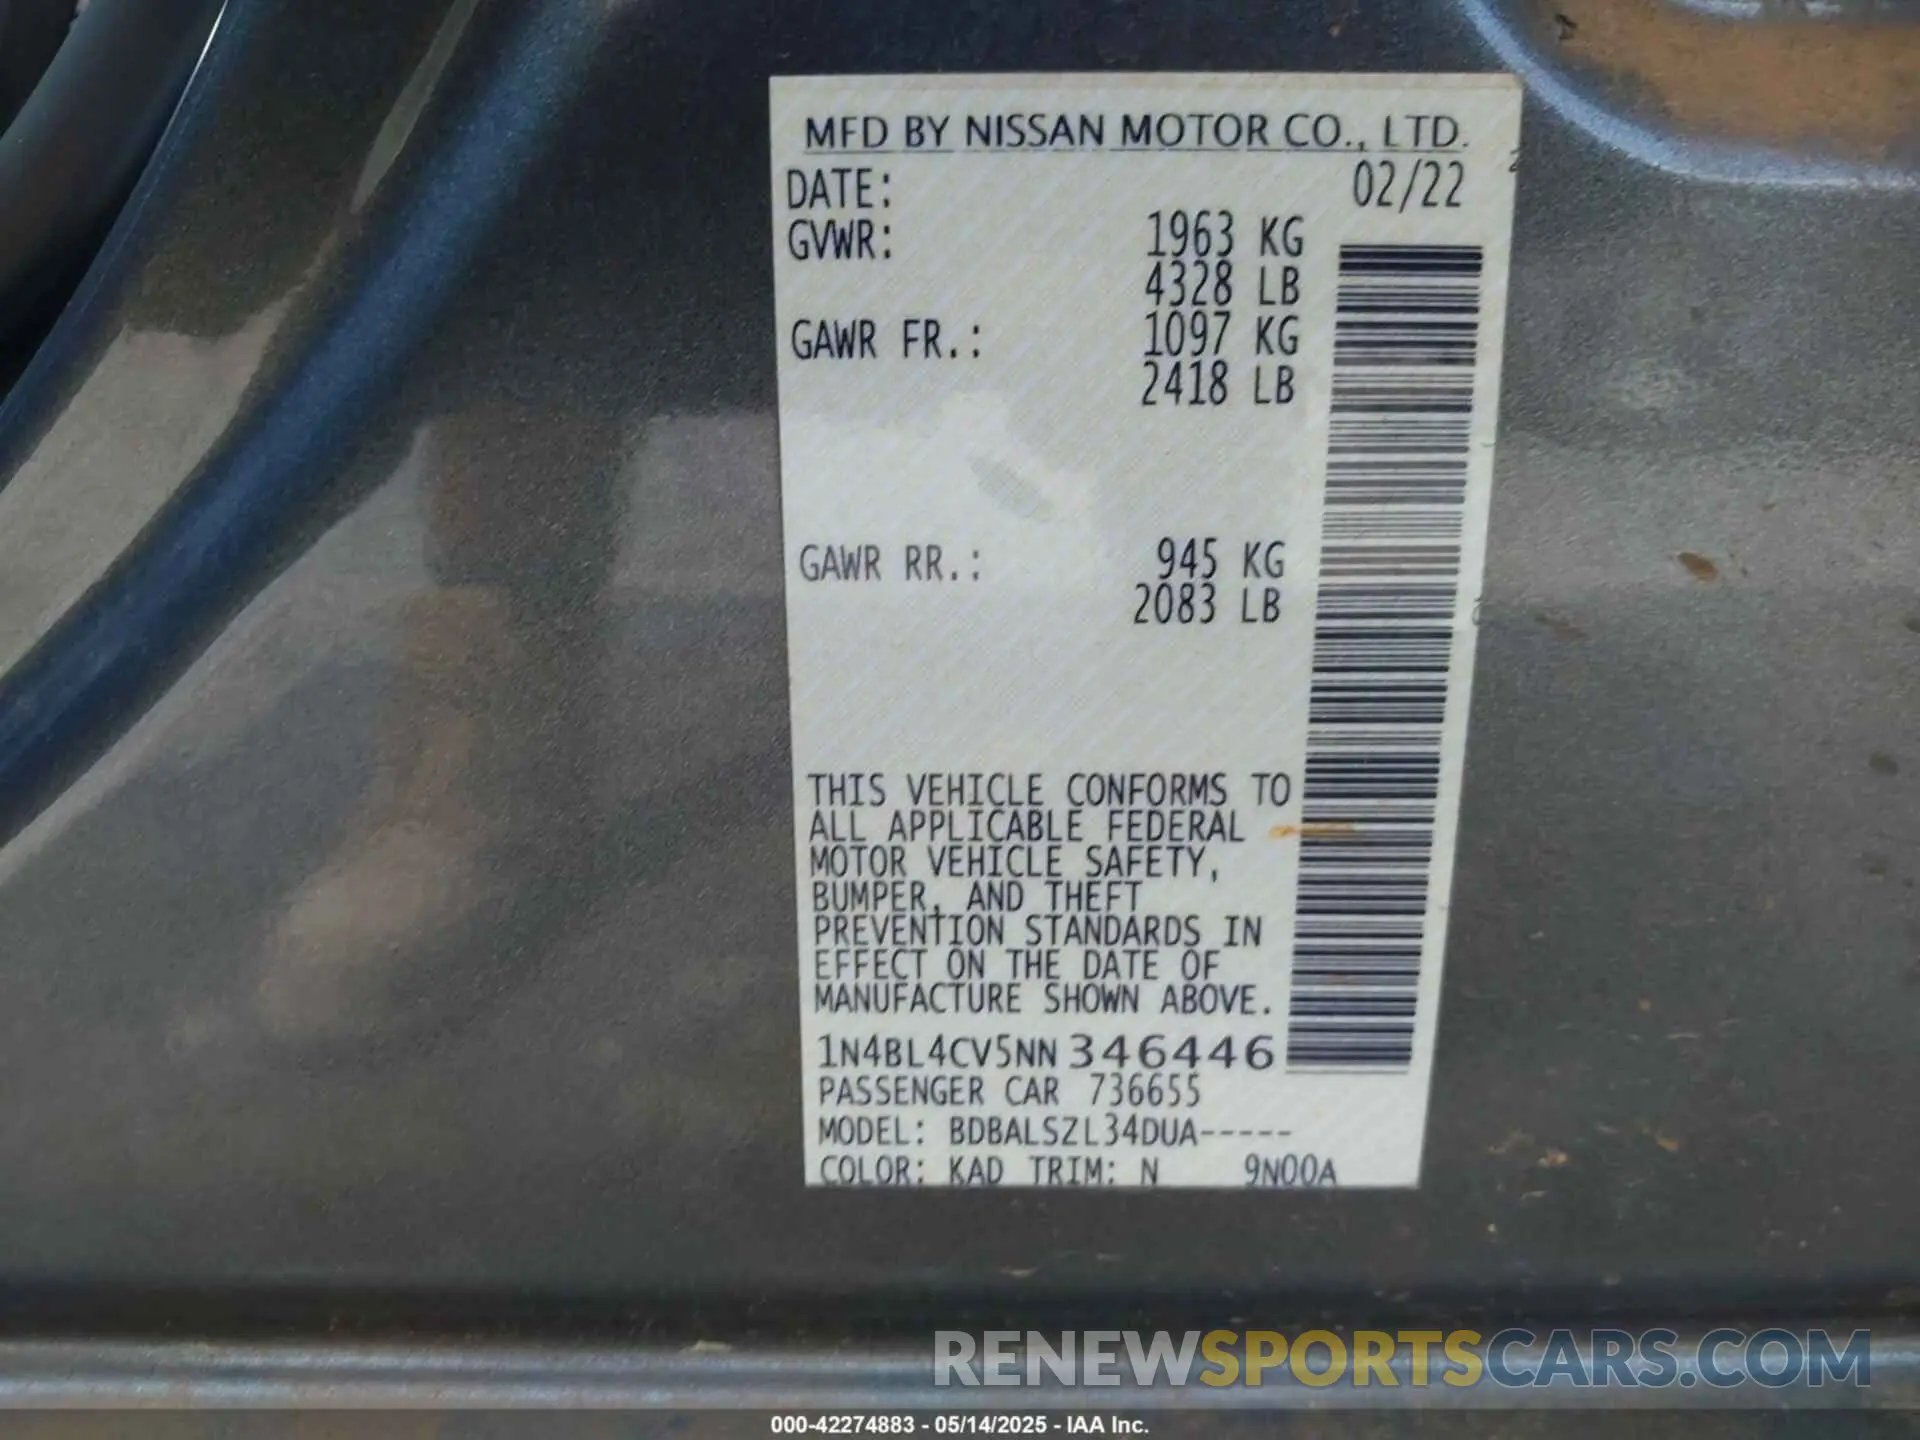 MFD BY NISSAN MOTOR CO., LTD.
DATE: 02/22
GVWR: 1963 KG
4328 LB
GAWR FR.: 1097 KG
2418 LB
GAWR RR.: 945 KG
2083 LB
THIS VEHICLE CONFORMS TO
ALL APPLICABLE FEDERAL
MOTOR VEHICLE SAFETY,
BUMPER, AND THEFT
PREVENTION STANDARDS IN
EFFECT ON THE DATE OF
MANUFACTURE SHOWN ABOVE.
1N4BL4CV5NN346446
PASSENGER CAR 736655
MODEL: BDBALSZL34DUA-----
COLOR: KAD TRIM: N 9N00A
RENEWSPORTSCARS.COM
000-42274883 - 05/14/2025 - IAA Inc.